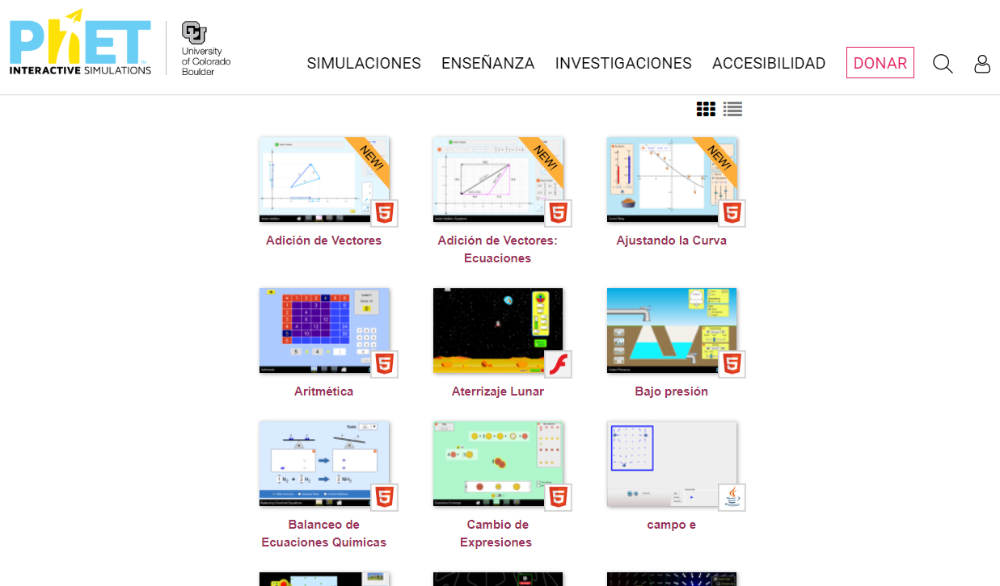 PhET
INTERACTIVE SIMULATIONS
University
of Colorado
Boulder
SIMULACIONES ENSEÑANZA INVESTIGACIONES ACCESIBILIDAD DONAR
NEW! NEW! NEW!
Adición de Vectores
Adición de Vectores:
Ecuaciones
Ajustando la Curva
Aritmética
Aterrizaje Lunar
Bajo presión
Balanceo de
Ecuaciones Químicas
Cambio de
Expresiones
campo e